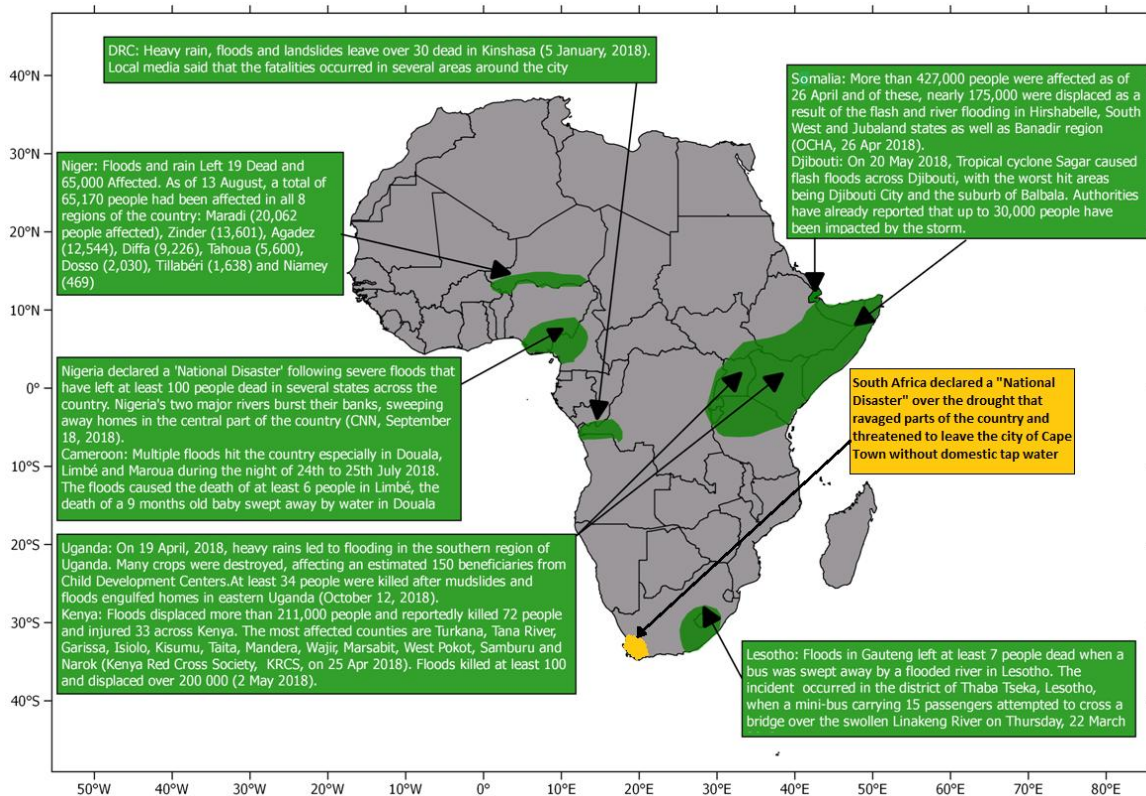 DRC: Heavy rain, floods and landslides leave over 30 dead in Kinshasa (5 January, 2018).
Local media said that the fatalities occurred in several areas around the city
Somalia: More than 427,000 people were affected as of
26 April and of these, nearly 175,000 were displaced as a
result of the flash and river flooding in Hirshabelle, South
West and Jubaland states as well as Banadir region
(OCHA, 26 Apr 2018).
Djibouti: On 20 May 2018, Tropical cyclone Sagar caused
flash floods across Djibouti, with the worst hit areas
being Djibouti City and the suburb of Balbala. Authorities
have already reported that up to 30,000 people have
been impacted by the storm.
Niger: Floods and rain Left 19 Dead and
65,000 Affected. As of 13 August, a total of
65,170 people had been affected in all 8
regions of the country: Maradi (20,062
people affected), Zinder (13,601), Agadez
(12,544), Diffa (9,226), Tahoua (5,600),
Dosso (2,030), Tillabéri (1,638) and Niamey
(469)
Nigeria declared a 'National Disaster' following severe floods that
have left at least 100 people dead in several states across the
country. Nigeria's two major rivers burst their banks, sweeping
away homes in the central part of the country (CNN, September
18, 2018).
Cameroon: Multiple floods hit the country especially in Douala,
Limbé and Maroua during the night of 24th to 25th July 2018.
The floods caused the death of at least 6 people in Limbé, the
death of a 9 months old baby swept away by water in Douala
South Africa declared a "National
Disaster" over the drought that
ravaged parts of the country and
threatened to leave the city of Cape
Town without domestic tap water
Uganda: On 19 April, 2018, heavy rains led to flooding in the southern region of
Uganda. Many crops were destroyed, affecting an estimated 150 beneficiaries from
Child Development Centers.At least 34 people were killed after mudslides and
floods engulfed homes in eastern Uganda (October 12, 2018).
Kenya: Floods displaced more than 211,000 people and reportedly killed 72 people
and injured 33 across Kenya. The most affected counties are Turkana, Tana River,
Garissa, Isiolo, Kisumu, Taita, Mandera, Wajir, Marsabit, West Pokot, Samburu and
Narok (Kenya Red Cross Society, KRCS, on 25 Apr 2018). Floods killed at least 100
and displaced over 200 000 (2 May 2018).
Lesotho: Floods in Gauteng left at least 7 people dead when a
bus was swept away by a flooded river in Lesotho. The
incident occurred in the district of Thaba Tseka, Lesotho,
when a mini-bus carrying 15 passengers attempted to cross a
bridge over the swollen Linakeng River on Thursday, 22 March
40°N
30°N
20°N
10°N
0°
10°S
20°S
30°S
40°S
50°W
40°W
30°W
20°W
10°W
0°
10°E
20°E
30°E
40°E
50°E
60°E
70°E
80°E